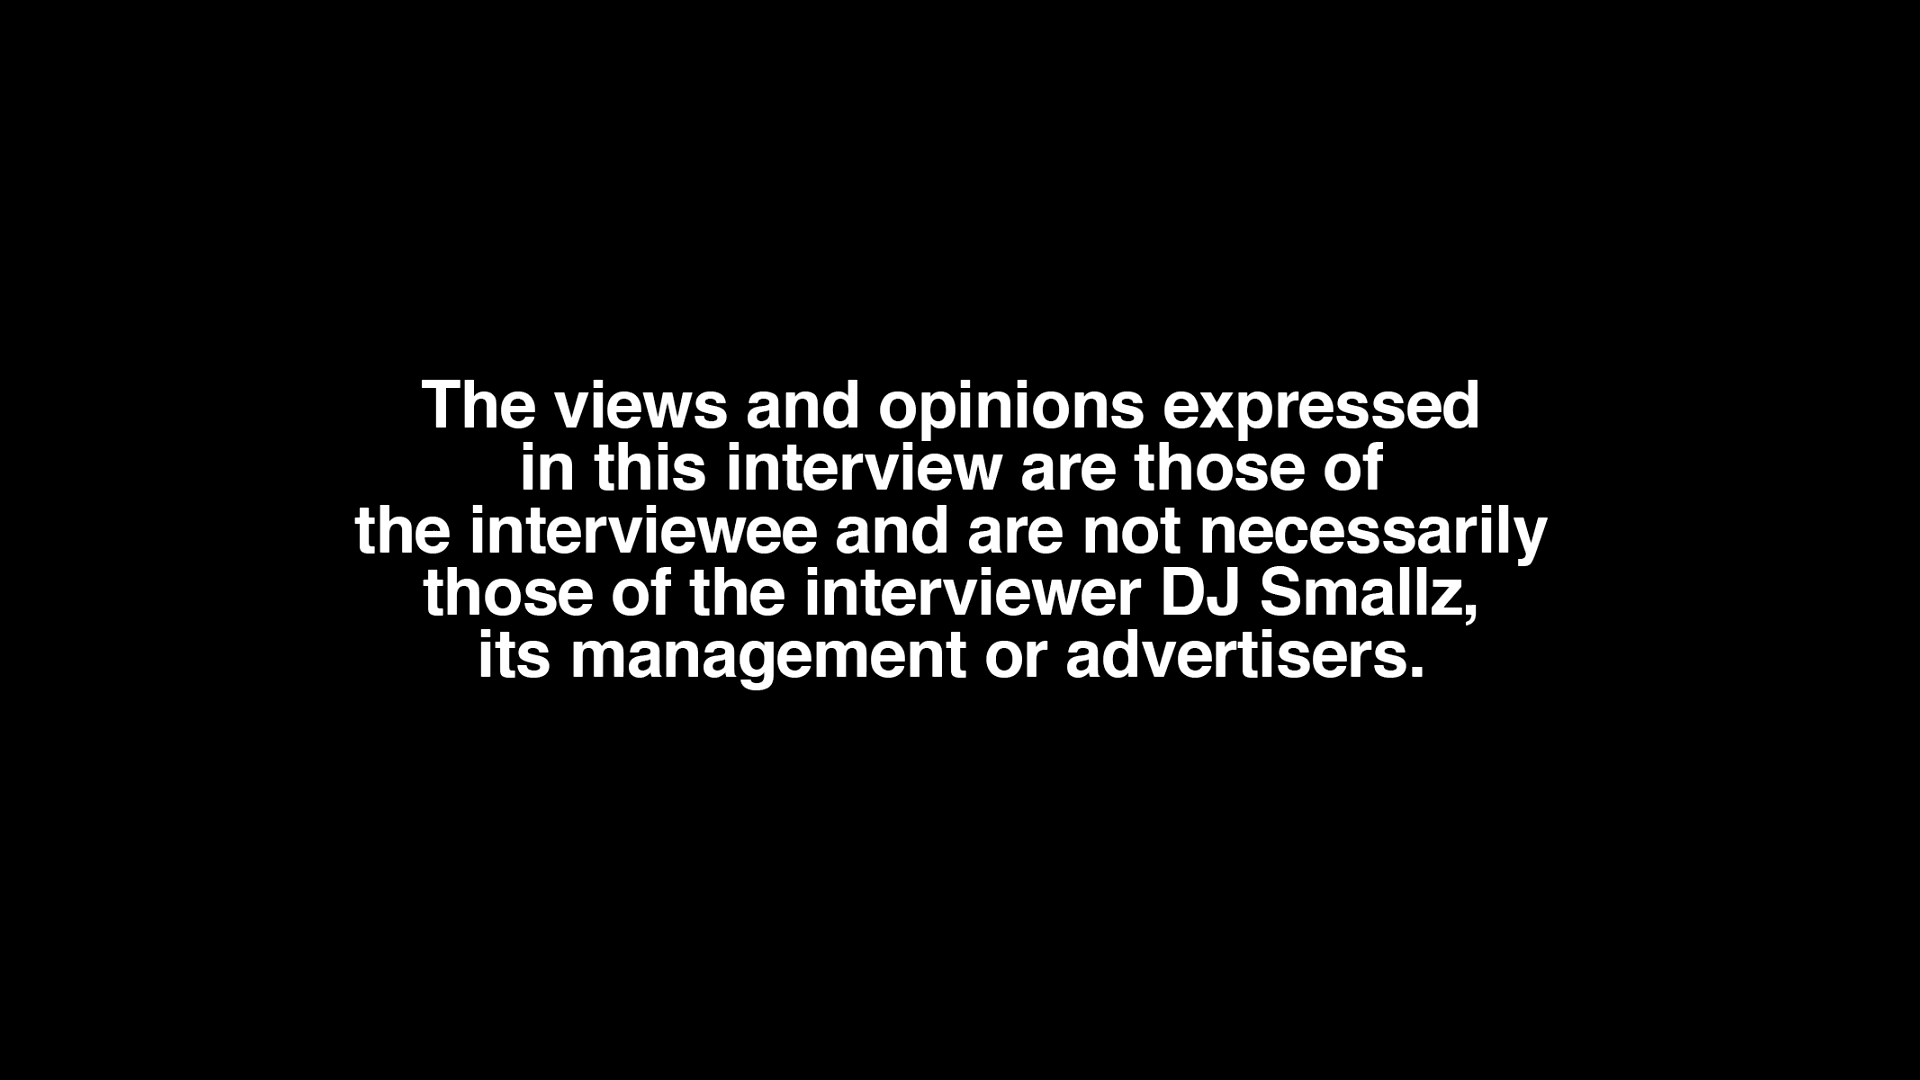 The views and opinions expressed
in this interview are those of
the interviewee and are not necessarily
those of the interviewer DJ Smallz,
its management or advertisers.